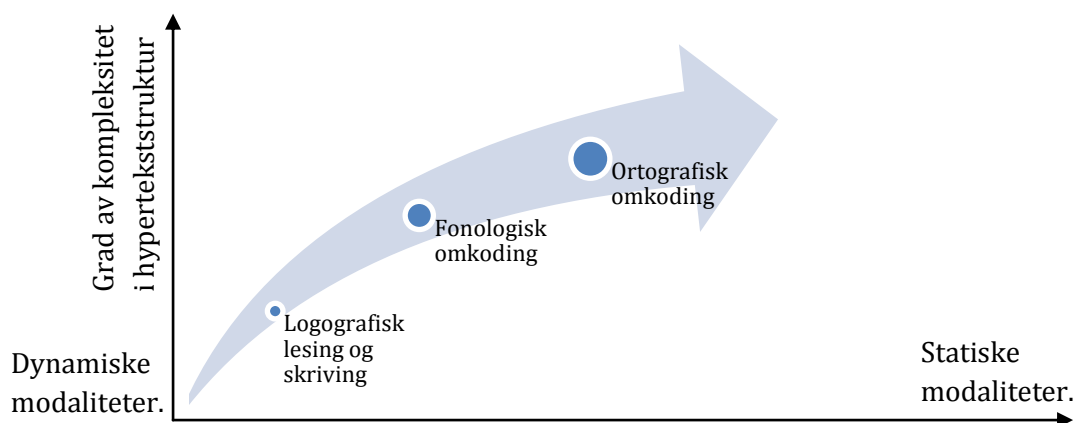 Grad av kompleksitet
i hypertekststruktur
Ortografisk
omkoding
Fonologisk
omkoding
Logografisk
lesing og
skriving
Dynamiske
modaliteter.
Statiske
modaliteter.